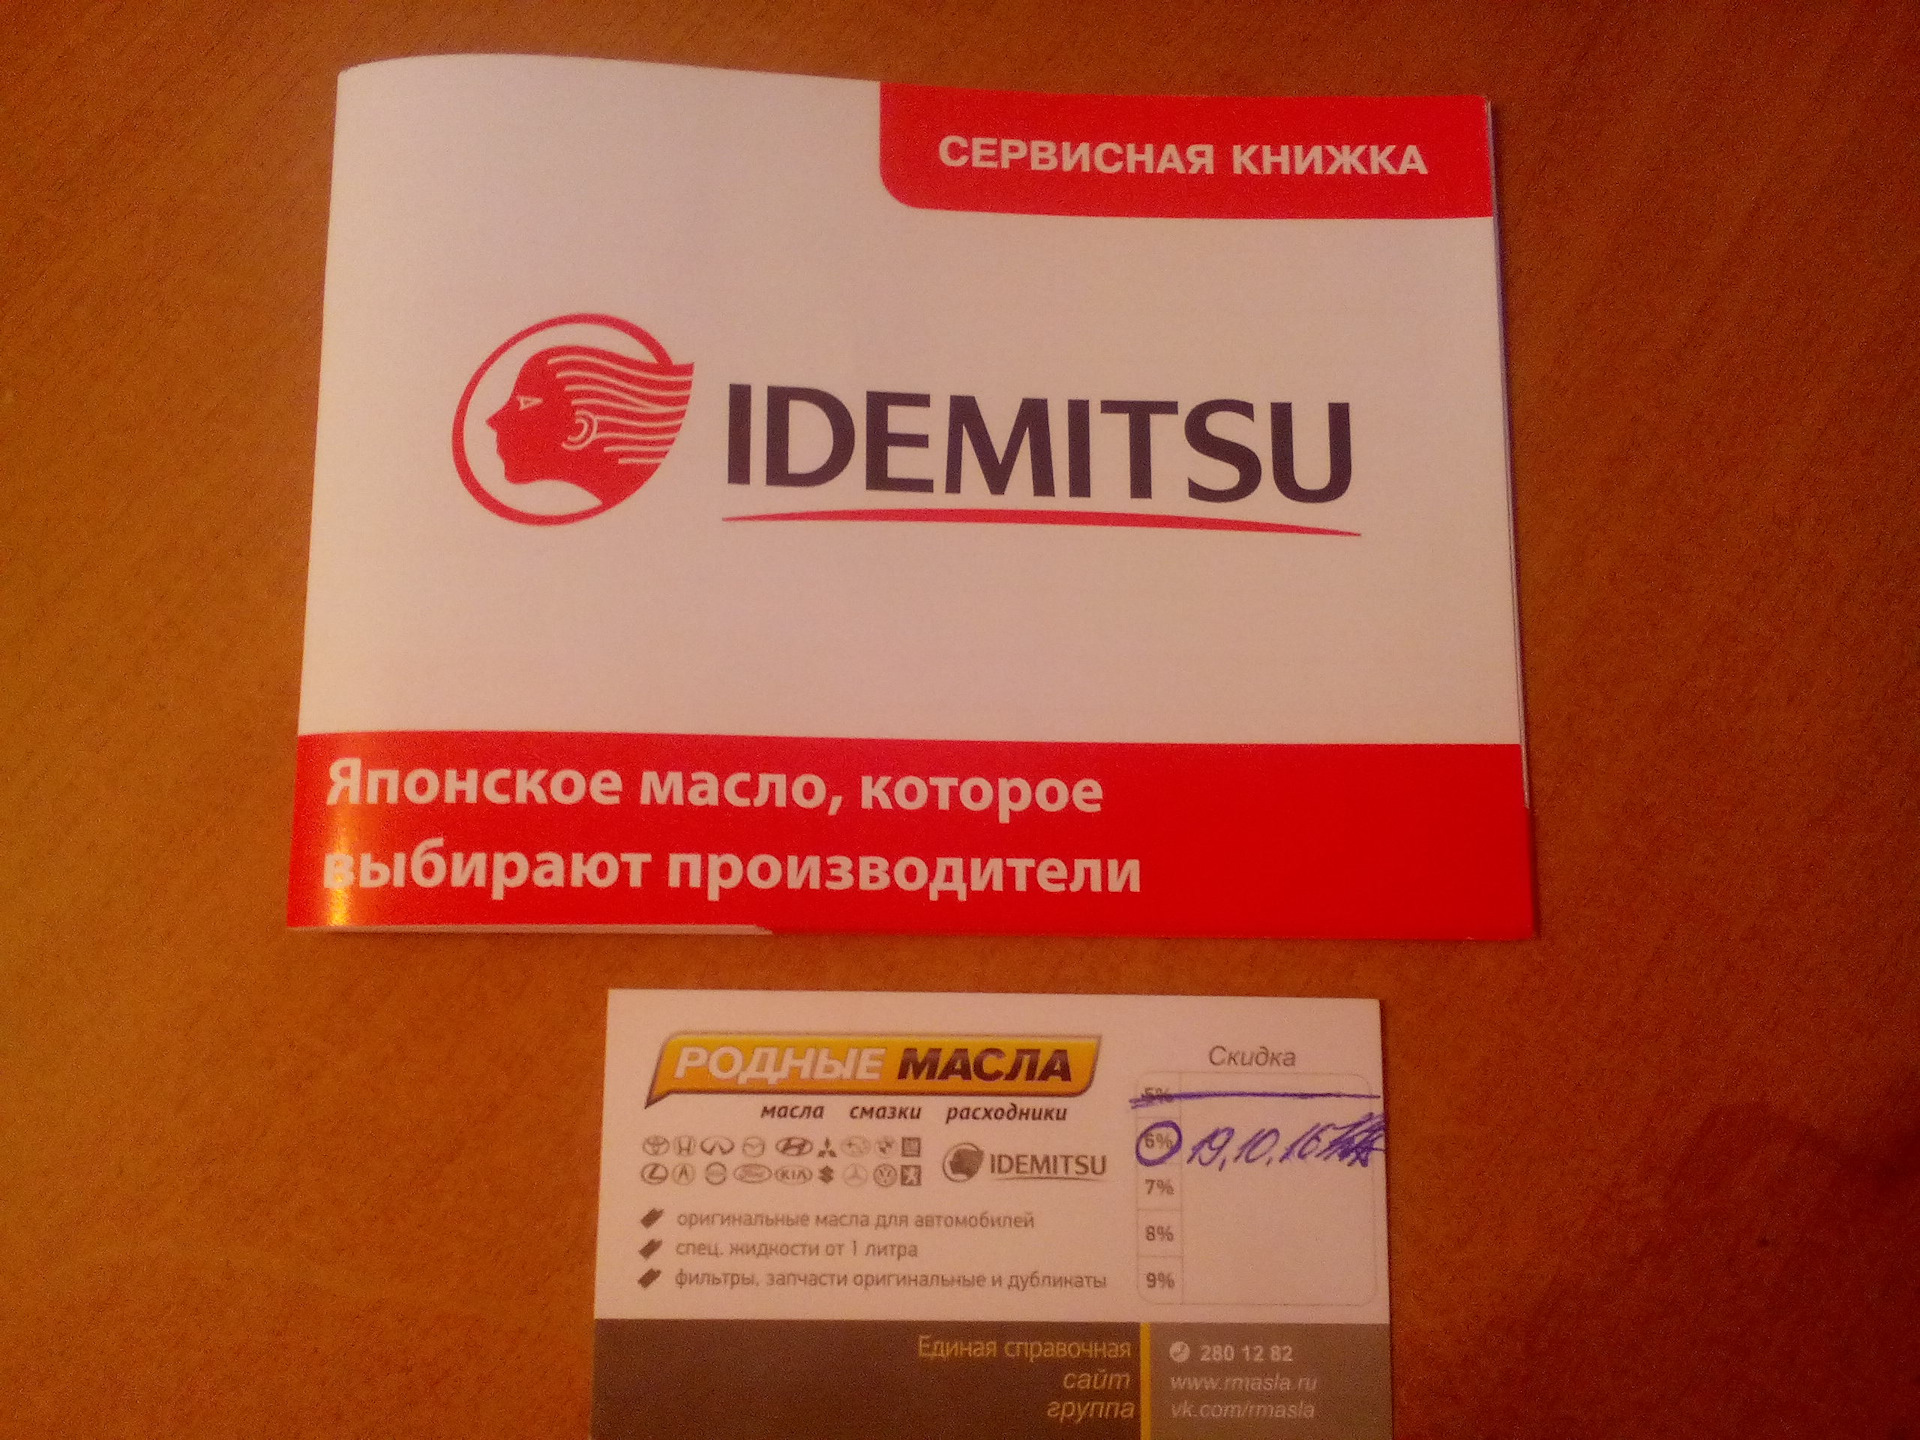 СЕРВИСНАЯ КНИЖКА
IDEMITSU
Японское масло, которое
выбирают производители
РОДНЫЕ МАСЛА
масла смазки расходники
IDEMITSU
KIA
оригинальные масла для автомобилей
спец. жидкости от 1 литра
фильтры, запчасти оригинальные и дубликаты
Скидка
5%
6% 19.10.16
7%
8%
9%
Единая справочная 280 12 82
сайт www.rmasla.ru
группа vk.com/rmasla